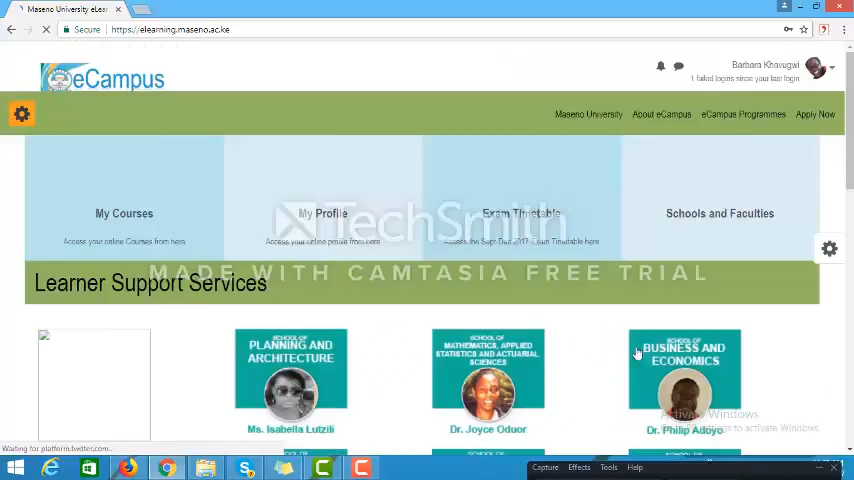 Maseno University eLear
Secure
https://elearning.maseno.ac.ke
eCampus
Barbara Khavugwi
1 failed logins since your last login
Maseno University
About eCampus
eCampus Programmes
Apply Now
My Courses
My Profile
Exam Timetable
Schools and Faculties
Access your online Courses from here
Access your online profile from here
Access the Sept-Dec 2017 Exam Timetable here
TechSmith
MADE WITH CAMTASIA FREE TRIAL
Learner Support Services
SCHOOL OF
PLANNING AND
ARCHITECTURE
Ms. Isabella Lutzili
SCHOOL OF
MATHEMATICS, APPLIED
STATISTICS AND ACTUARIAL
SCIENCES
Dr. Joyce Oduor
SCHOOL OF
BUSINESS AND
ECONOMICS
Dr. Philip Adoyo
Activate Windows
Waiting for platform.twitter.com...
Capture
Effects
Tools
Help